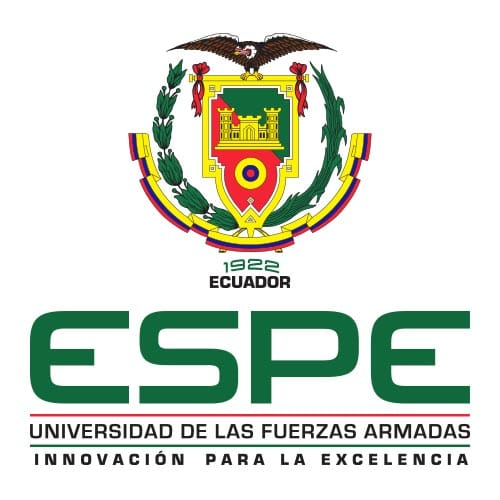 1922
ECUADOR
ESPE
UNIVERSIDAD DE LAS FUERZAS ARMADAS
INNOVACIÓN PARA LA EXCELENCIA